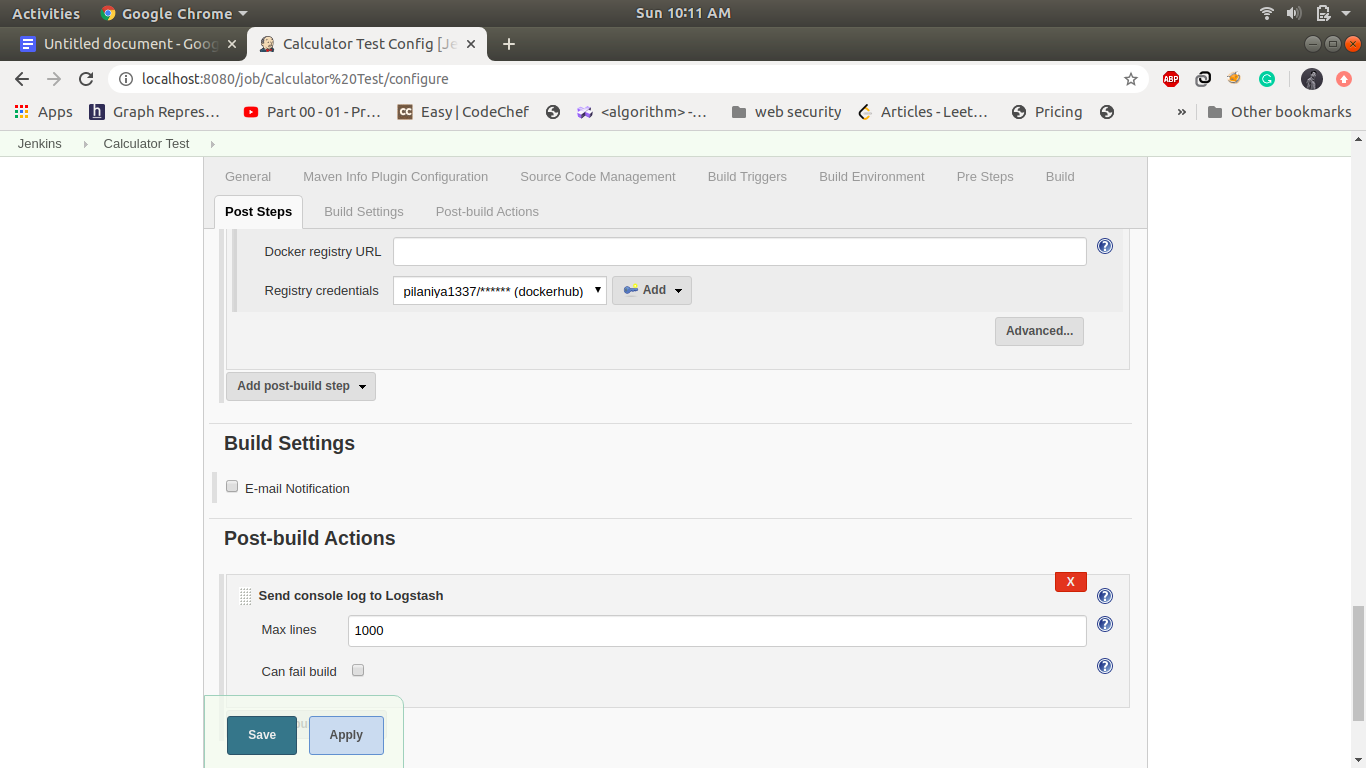 Activities Google Chrome Sun 10:11 AM
Untitled document - Goog Calculator Test Config [Je
localhost:8080/job/Calculator%20Test/configure
Apps Graph Repres… Part 00 - 01 - Pr… Easy | CodeChef <algorithm> -… web security Articles - Leet… Pricing » Other bookmarks
Jenkins Calculator Test
General Maven Info Plugin Configuration Source Code Management Build Triggers Build Environment Pre Steps Build
Post Steps Build Settings Post-build Actions
Docker registry URL
Registry credentials pilaniya1337/****** (dockerhub) Add
Advanced...
Add post-build step
Build Settings
E-mail Notification
Post-build Actions
X
Send console log to Logstash
Max lines 1000
Can fail build
Save Apply